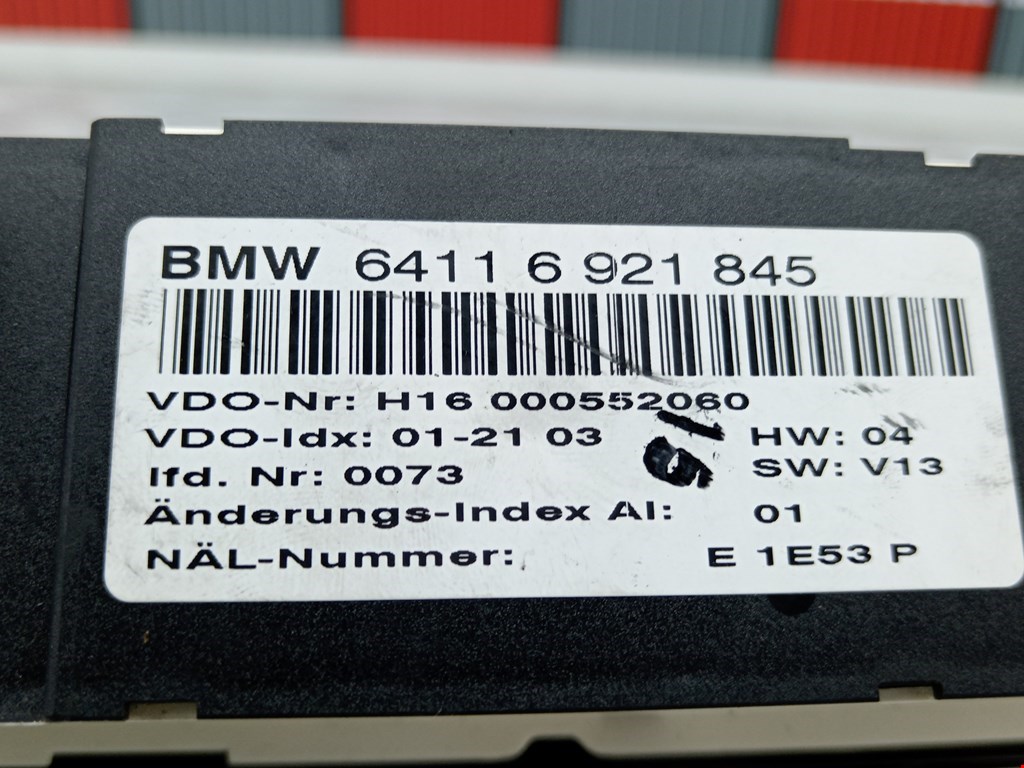 BMW 6411 6 921 845
VDO-Nr: H16 000552060
VDO-Idx: 01-21 03 HW: 04
lfd. Nr: 0073 SW: V13
Änderungs-Index AI: 01
NÄL-Nummer: E 1E53 P